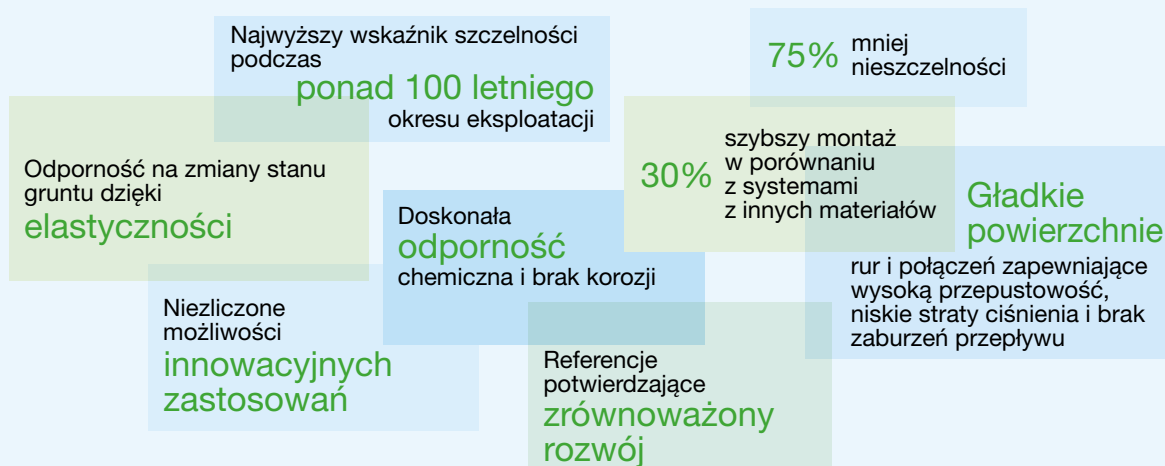 Najwyższy wskaźnik szczelności
podczas
ponad 100 letniego
okresu eksploatacji
75% mniej
nieszczelności
Odporność na zmiany stanu
gruntu dzięki
elastyczności
Doskonała
odporność
chemiczna i brak korozji
30% szybszy montaż
w porównaniu
z systemami
z innych materiałów
Gładkie
powierzchnie
rur i połączeń zapewniające
wysoką przepustowość,
niskie straty ciśnienia i brak
zaburzeń przepływu
Niezliczone
możliwości
innowacyjnych
zastosowań
Referencje
potwierdzające
zrównoważony
rozwój